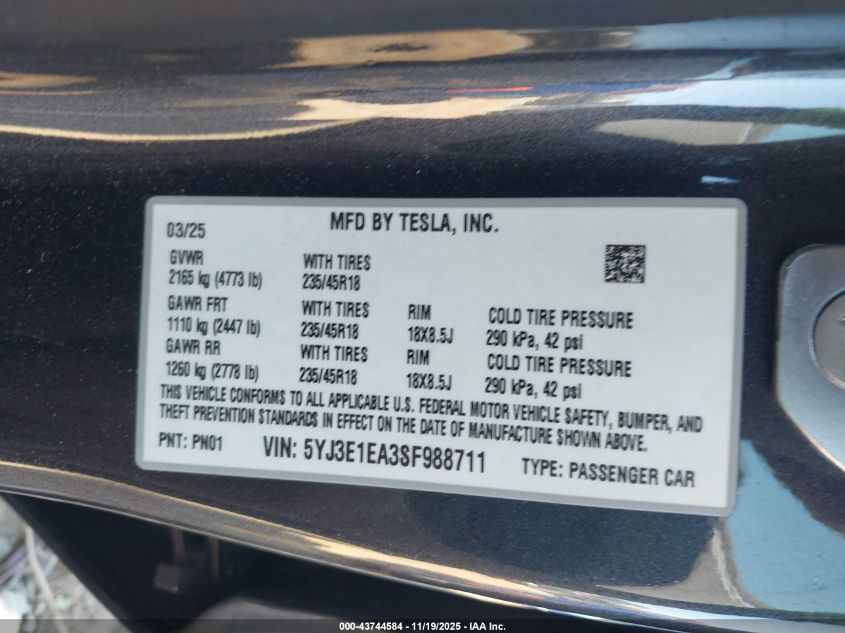 MFD BY TESLA, INC.
03/25
GVWR WITH TIRES
2165 kg (4773 lb) 235/45R18
GAWR FRT WITH TIRES RIM COLD TIRE PRESSURE
1110 kg (2447 lb) 235/45R18 18X8.5J 290 kPa, 42 psi
GAWR RR WITH TIRES RIM COLD TIRE PRESSURE
1260 kg (2778 lb) 235/45R18 18X8.5J 290 kPa, 42 psi
THIS VEHICLE CONFORMS TO ALL APPLICABLE U.S. FEDERAL MOTOR VEHICLE SAFETY, BUMPER, AND
THEFT PREVENTION STANDARDS IN EFFECT ON THE DATE OF MANUFACTURE SHOWN ABOVE.
PNT: PN01 VIN: 5YJ3E1EA3SF988711 TYPE: PASSENGER CAR
000-43744584 - 11/19/2025 - IAA Inc.